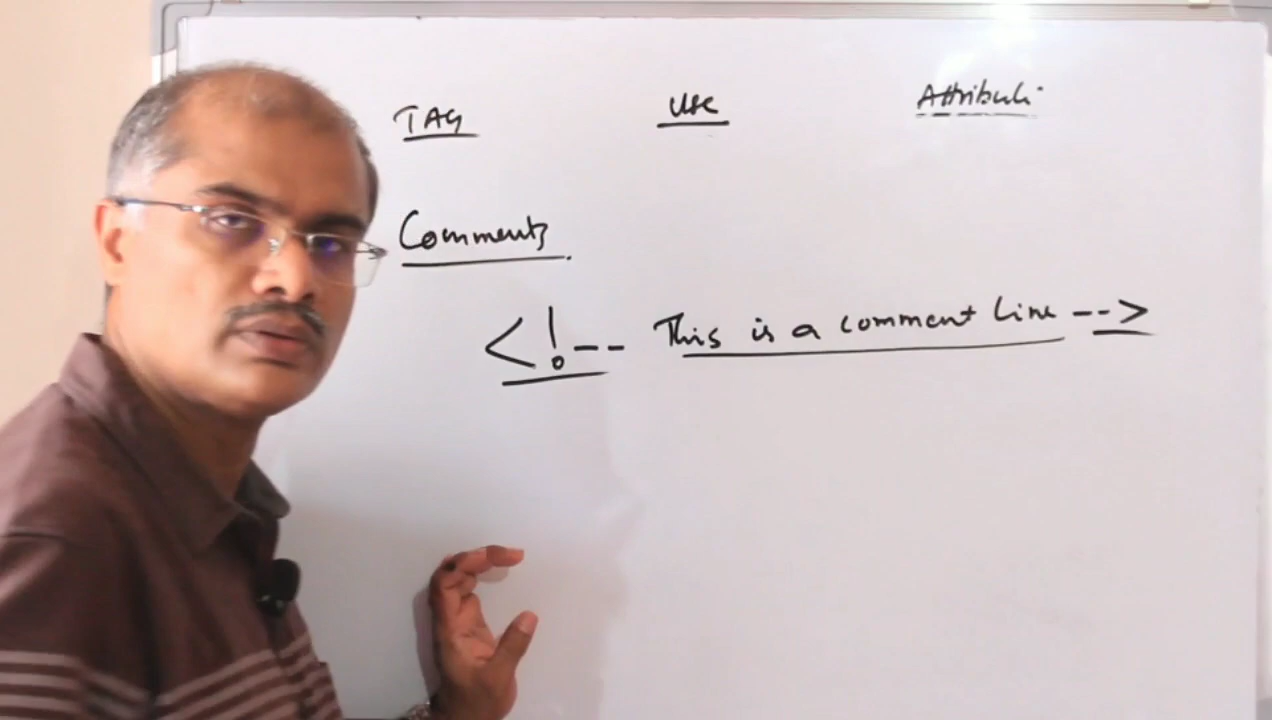 TAG Use Attribute
Comments
<!-- This is a comment line -->